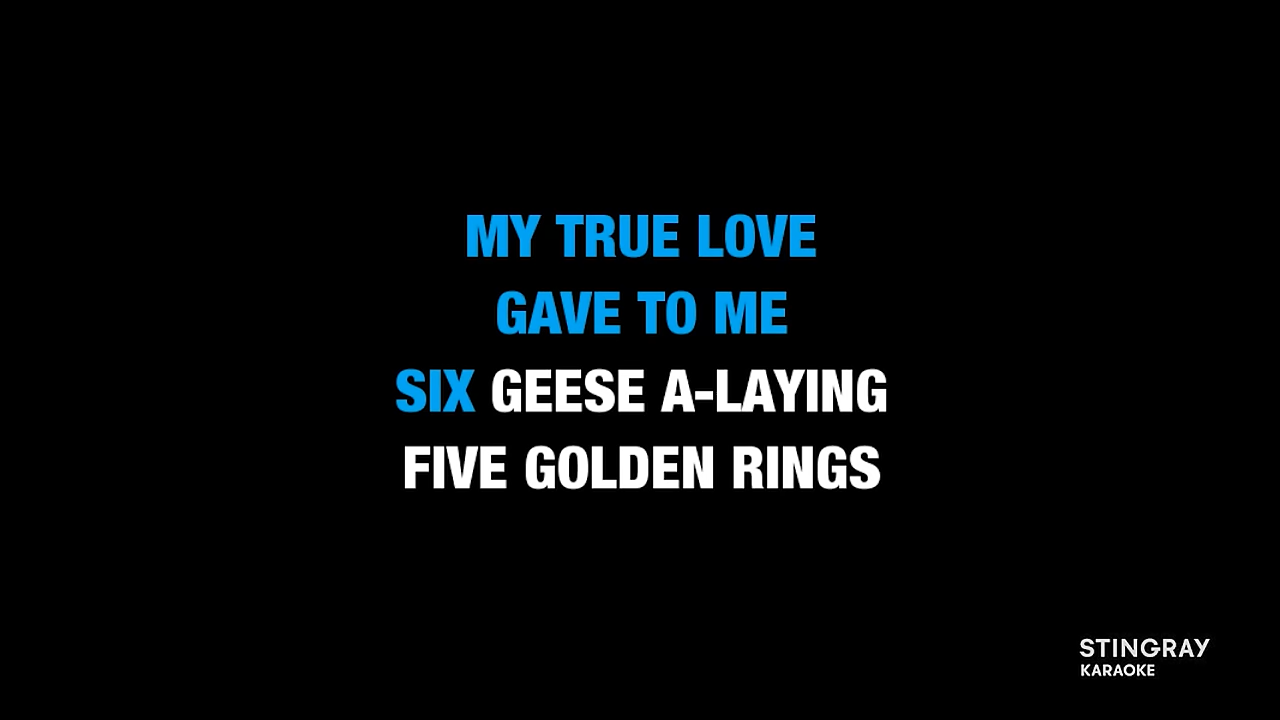 MY TRUE LOVE
GAVE TO ME
SIX GEESE A-LAYING
FIVE GOLDEN RINGS
STINGRAY
KARAOKE